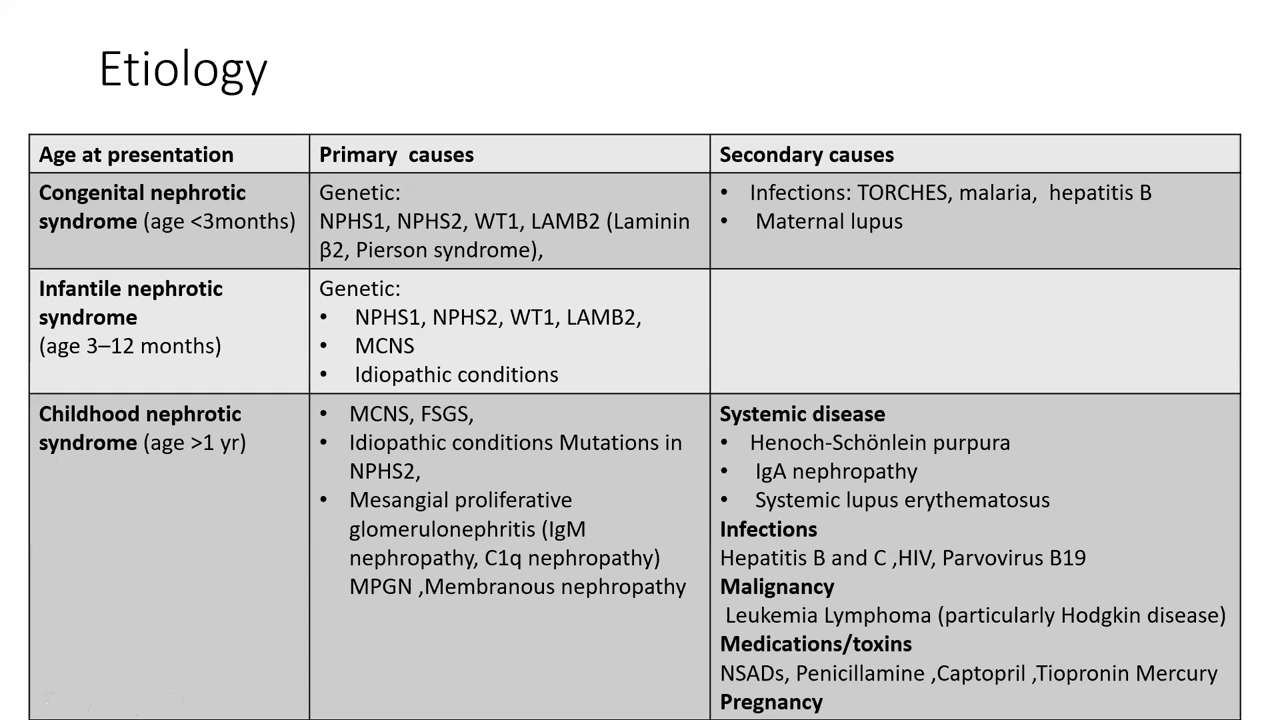 Etiology
Age at presentation
Primary causes
Secondary causes
Congenital nephrotic
syndrome (age <3months)
Genetic:
NPHS1, NPHS2, WT1, LAMB2 (Laminin
β2, Pierson syndrome),
• Infections: TORCHES, malaria, hepatitis B
• Maternal lupus
Infantile nephrotic
syndrome
(age 3–12 months)
Genetic:
• NPHS1, NPHS2, WT1, LAMB2,
• MCNS
• Idiopathic conditions
Childhood nephrotic
syndrome (age >1 yr)
• MCNS, FSGS,
• Idiopathic conditions Mutations in
NPHS2,
• Mesangial proliferative
glomerulonephritis (IgM
nephropathy, C1q nephropathy)
MPGN ,Membranous nephropathy
Systemic disease
• Henoch-Schönlein purpura
• IgA nephropathy
• Systemic lupus erythematosus
Infections
Hepatitis B and C ,HIV, Parvovirus B19
Malignancy
Leukemia Lymphoma (particularly Hodgkin disease)
Medications/toxins
NSADs, Penicillamine ,Captopril ,Tiopronin Mercury
Pregnancy